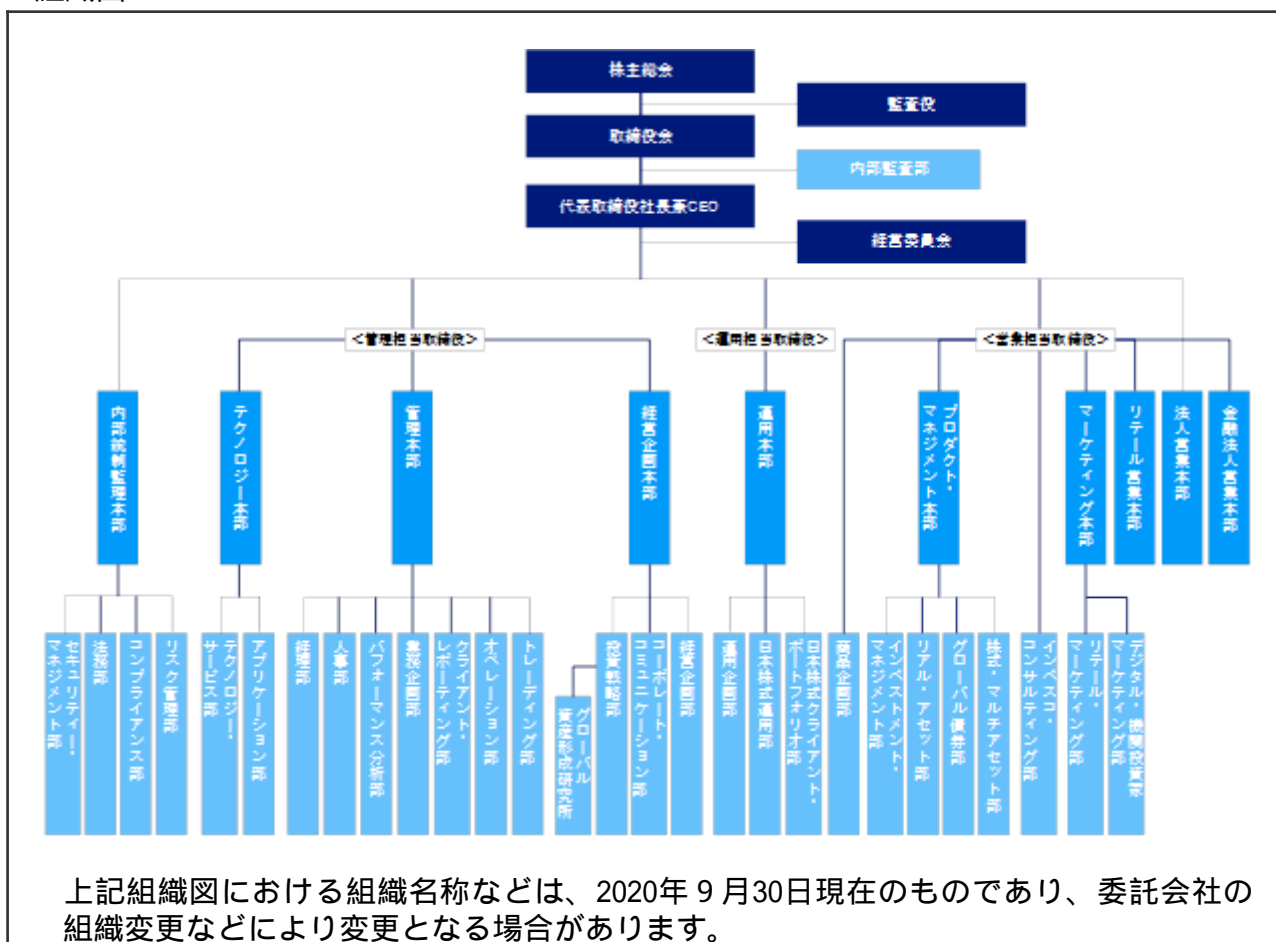 株主総会
監査役
取締役会
内部監査部
代表取締役社長兼CEO
経営委員会
＜管理担当取締役＞
＜運用担当取締役＞
＜営業担当取締役＞
内部統制監理本部
テクノロジー本部
管理本部
経営企画本部
運用本部
プロダクト・
マネジメント本部
マーケティング本部
リテール営業本部
法人営業本部
金融法人営業本部
セキュリティー・
マネジメント部
法務部
コンプライアンス部
リスク管理部
テクノロジー・
サービス部
アプリケーション部
経理部
人事部
パフォーマンス分析部
業務企画部
クライアント・
レポーティング部
オペレーション部
トレーディング部
グローバル
資産形成研究所
投資戦略部
コーポレート・
コミュニケーション部
経営企画部
運用企画部
日本株式運用部
日本株式クライアント・
ポートフォリオ部
商品企画部
インベストメント・
マネジメント部
リアル・アセット部
グローバル債券部
株式・マルチアセット部
インベスコ・
コンサルティング部
リテール・
マーケティング部
デジタル・機関投資家
マーケティング部
上記組織図における組織名称などは、2020年９月30日現在のものであり、委託会社の
組織変更などにより変更となる場合があります。